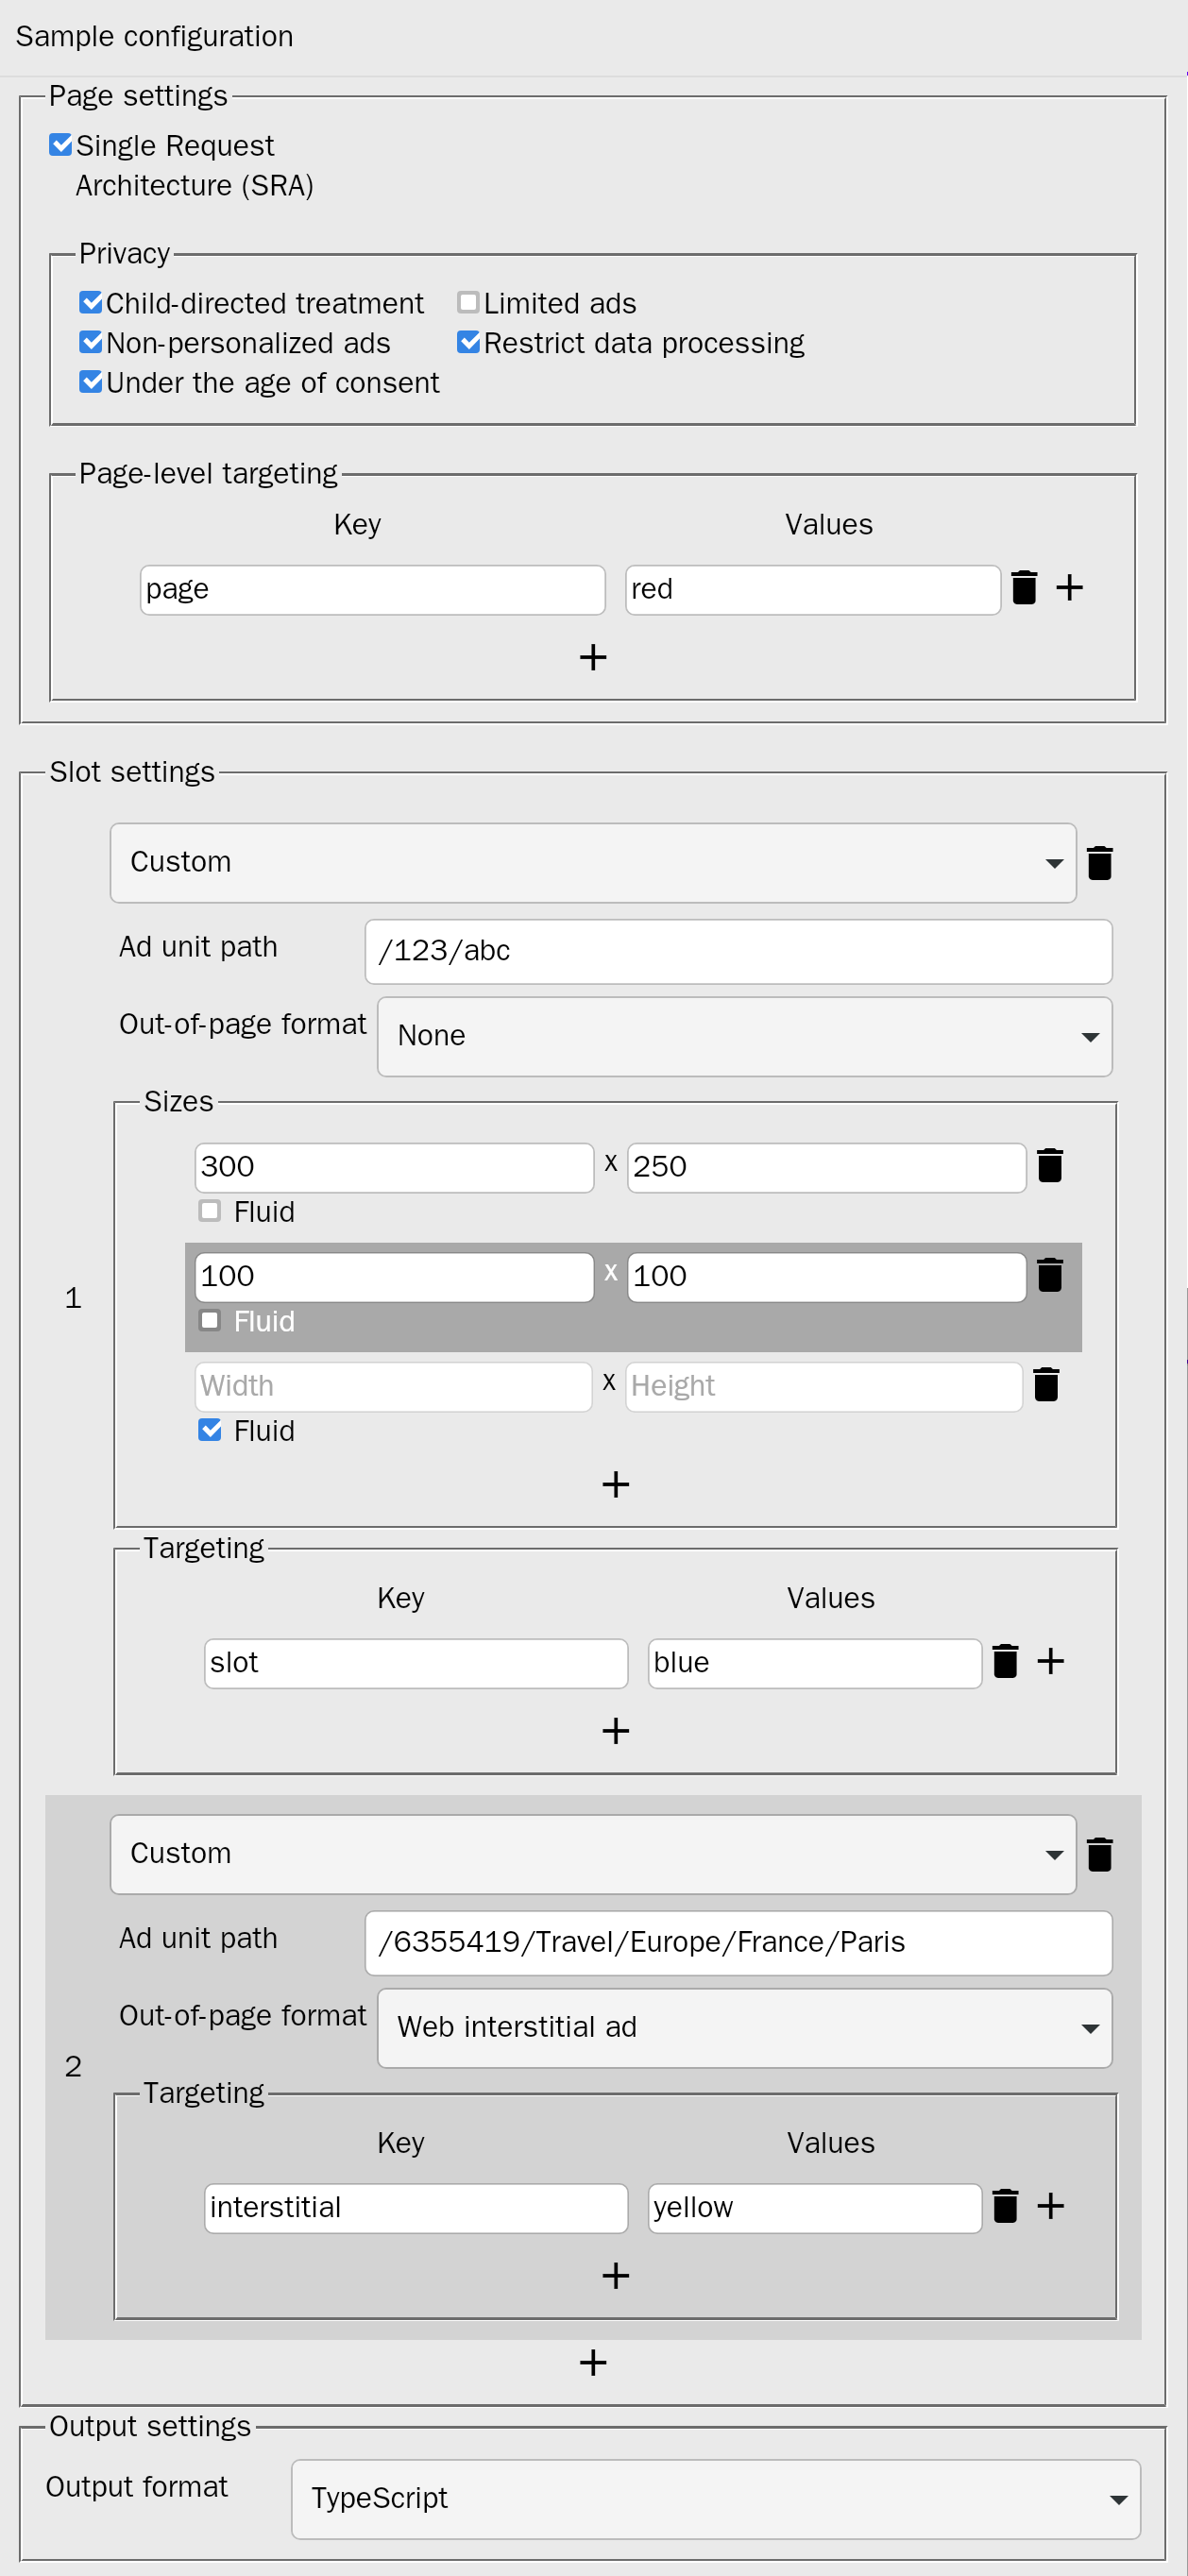 Sample configuration
Page settings
Single Request
Architecture (SRA)
Privacy
Child-directed treatment Limited ads
Non-personalized ads Restrict data processing
Under the age of consent
Page-level targeting
Key Values
page red
Slot settings
Custom
Ad unit path /123/abc
Out-of-page format None
Sizes
300 x 250
Fluid
1
100 x 100
Fluid
Width x Height
Fluid
Targeting
Key Values
slot blue
Custom
Ad unit path /6355419/Travel/Europe/France/Paris
Out-of-page format Web interstitial ad
2
Targeting
Key Values
interstitial yellow
Output settings
Output format TypeScript